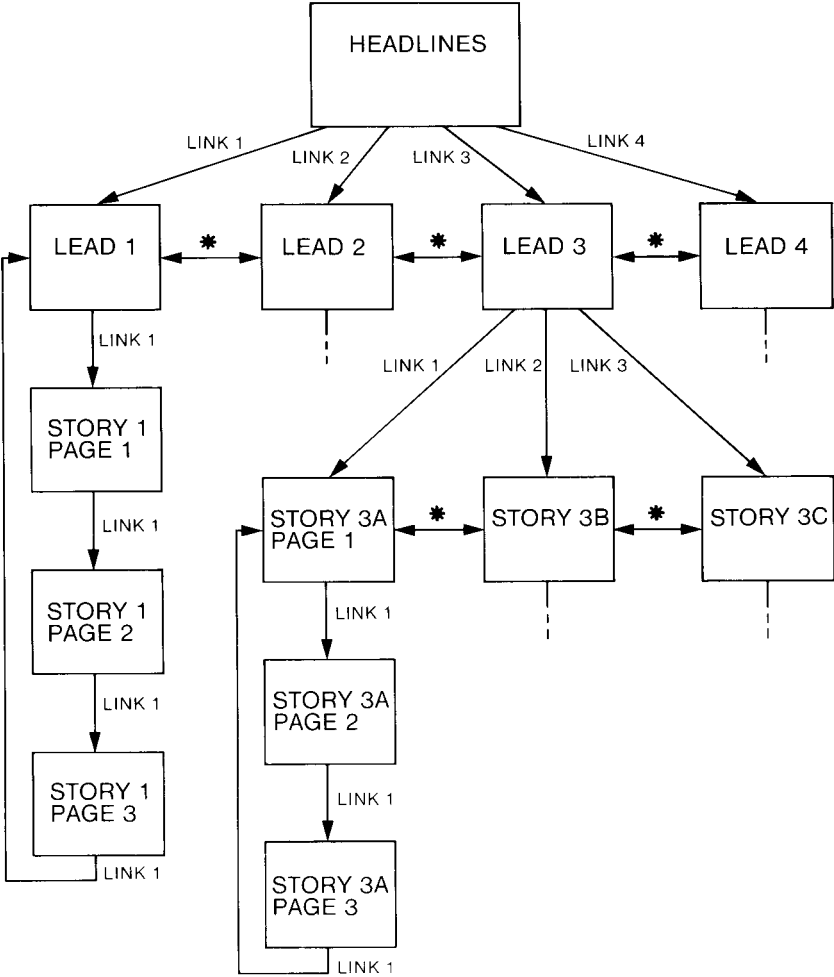 HEADLINES
LINK 1
LINK 2
LINK 3
LINK 4
LEAD 1
*
LEAD 2
*
LEAD 3
*
LEAD 4
LINK 1
LINK 1
LINK 2
LINK 3
STORY 1
PAGE 1
STORY 3A
PAGE 1
*
STORY 3B
*
STORY 3C
LINK 1
STORY 1
PAGE 2
LINK 1
STORY 3A
PAGE 2
LINK 1
STORY 1
PAGE 3
LINK 1
LINK 1
STORY 3A
PAGE 3
LINK 1